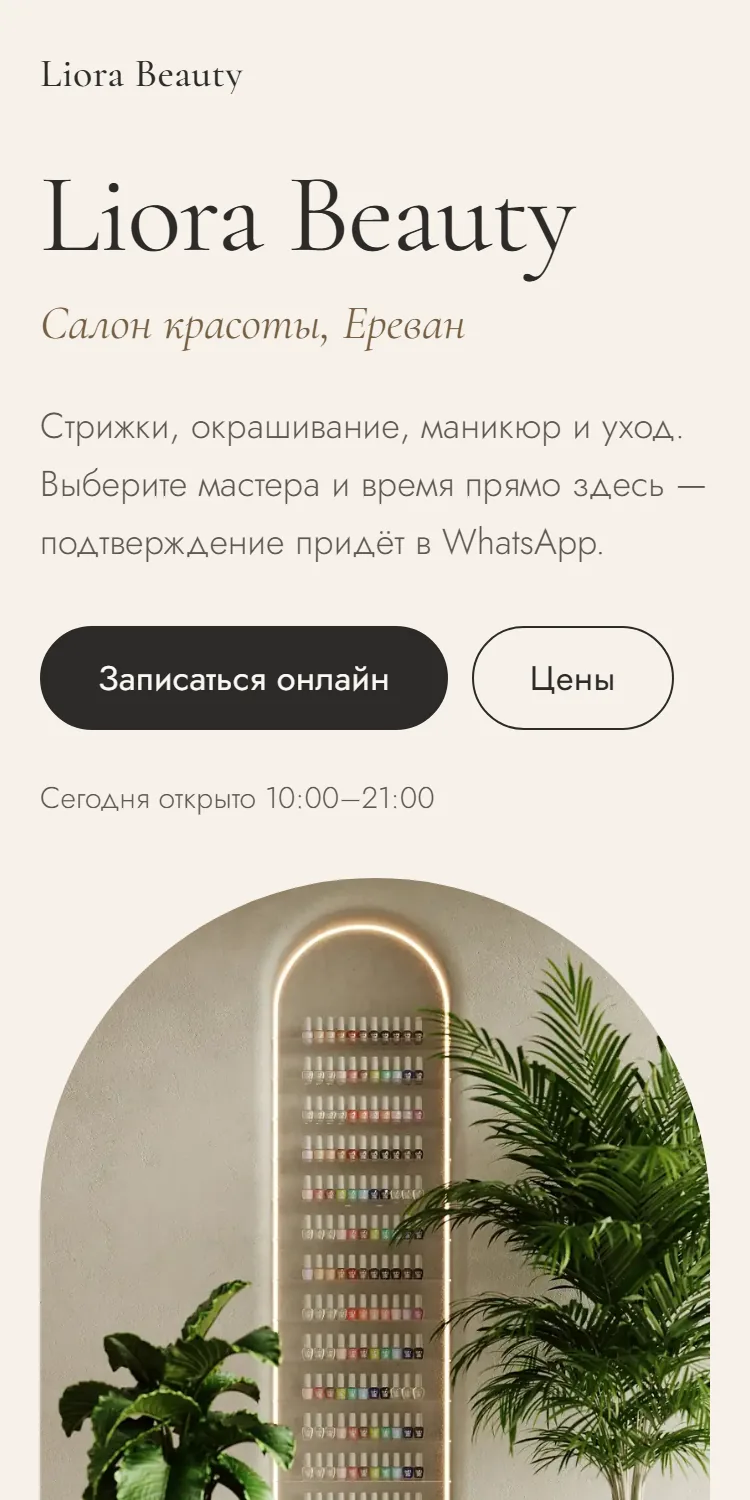 Liora Beauty
Liora Beauty
Салон красоты, Ереван
Стрижки, окрашивание, маникюр и уход.
Выберите мастера и время прямо здесь —
подтверждение придёт в WhatsApp.
Записаться онлайн
Цены
Сегодня открыто 10:00–21:00